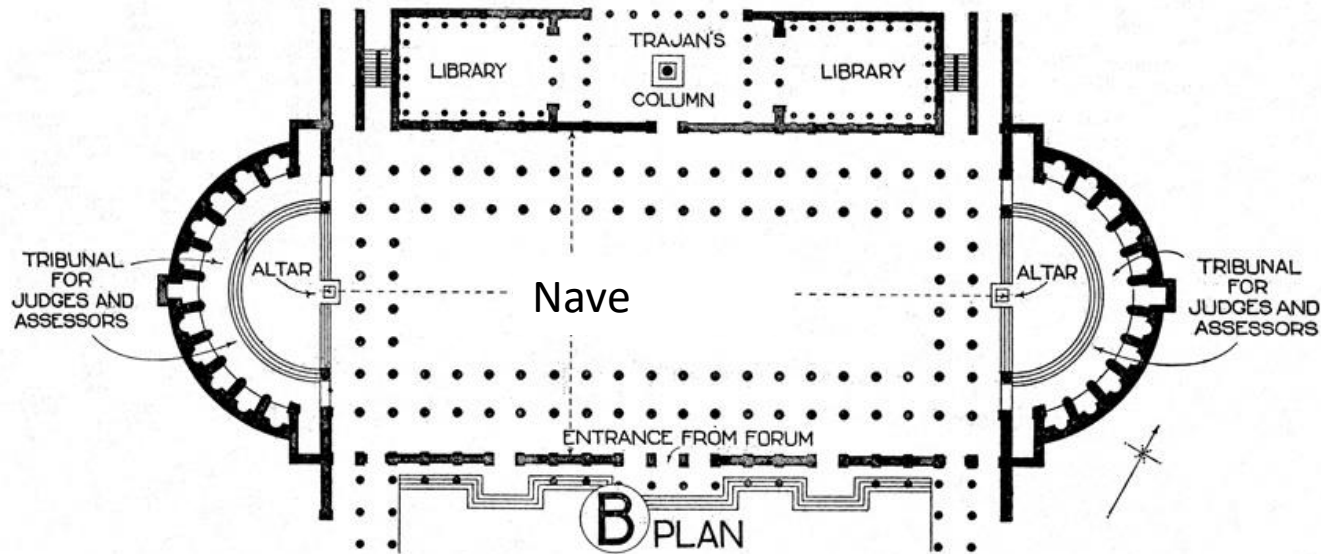 TRAJAN'S
COLUMN
LIBRARY
LIBRARY
TRIBUNAL
FOR
JUDGES AND
ASSESSORS
ALTAR
Nave
ALTAR
TRIBUNAL
FOR
JUDGES AND
ASSESSORS
ENTRANCE FROM FORUM
B PLAN